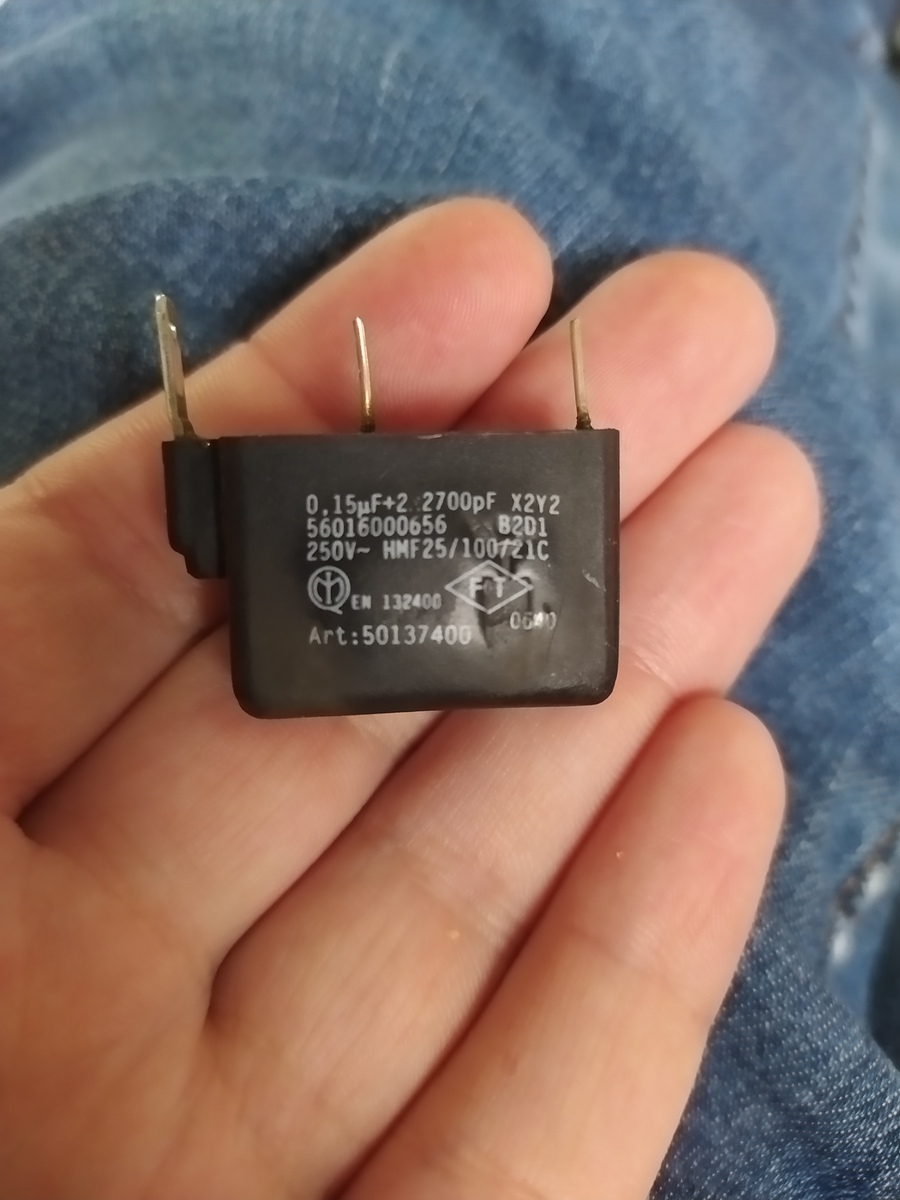 0,15µF+2 2700pF X2Y2
56016000656 B2D1
250V~ HMF25/100/21C
EN 132400 FT
0640
Art:50137400